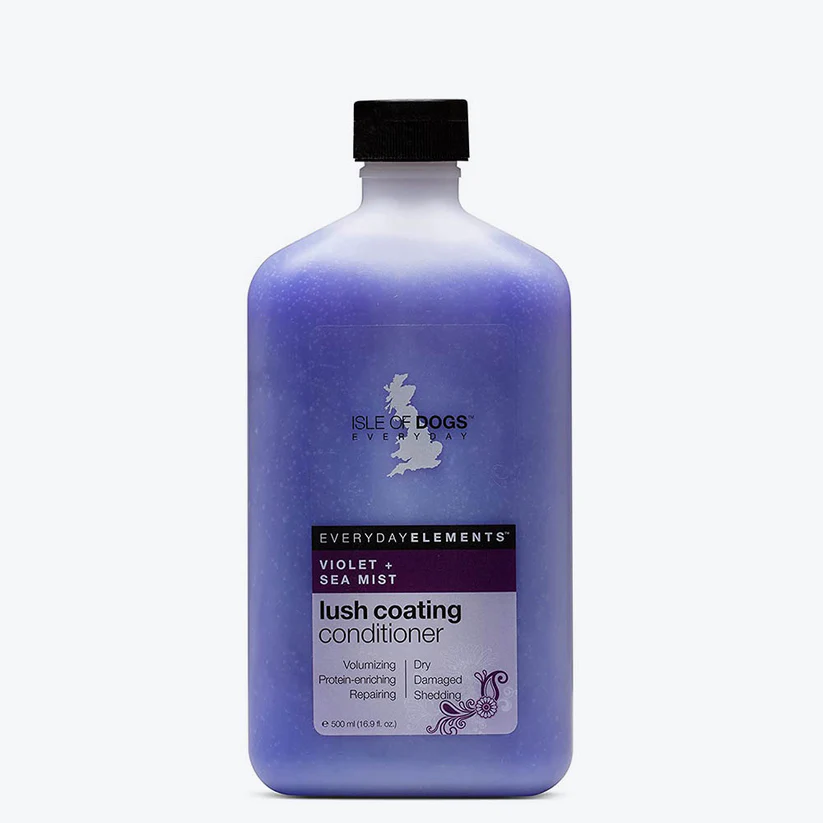 ISLE OF DOGS™
EVERYDAY
EVERYDAYELEMENTS™
VIOLET +
SEA MIST
lush coating
conditioner
Volumizing | Dry
Protein-enriching | Damaged
Repairing | Shedding
℮ 500 ml (16.9 fl. oz.)